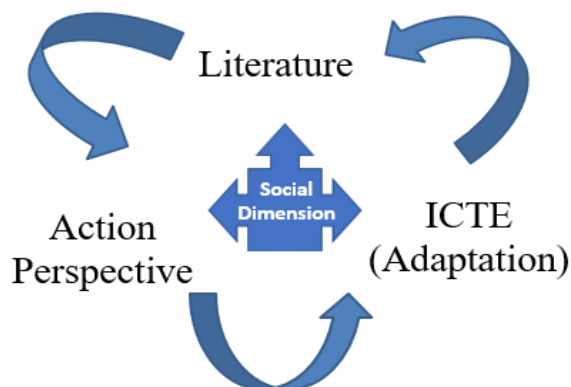 Literature
Social
Dimension
Action
Perspective
ICTE
(Adaptation)